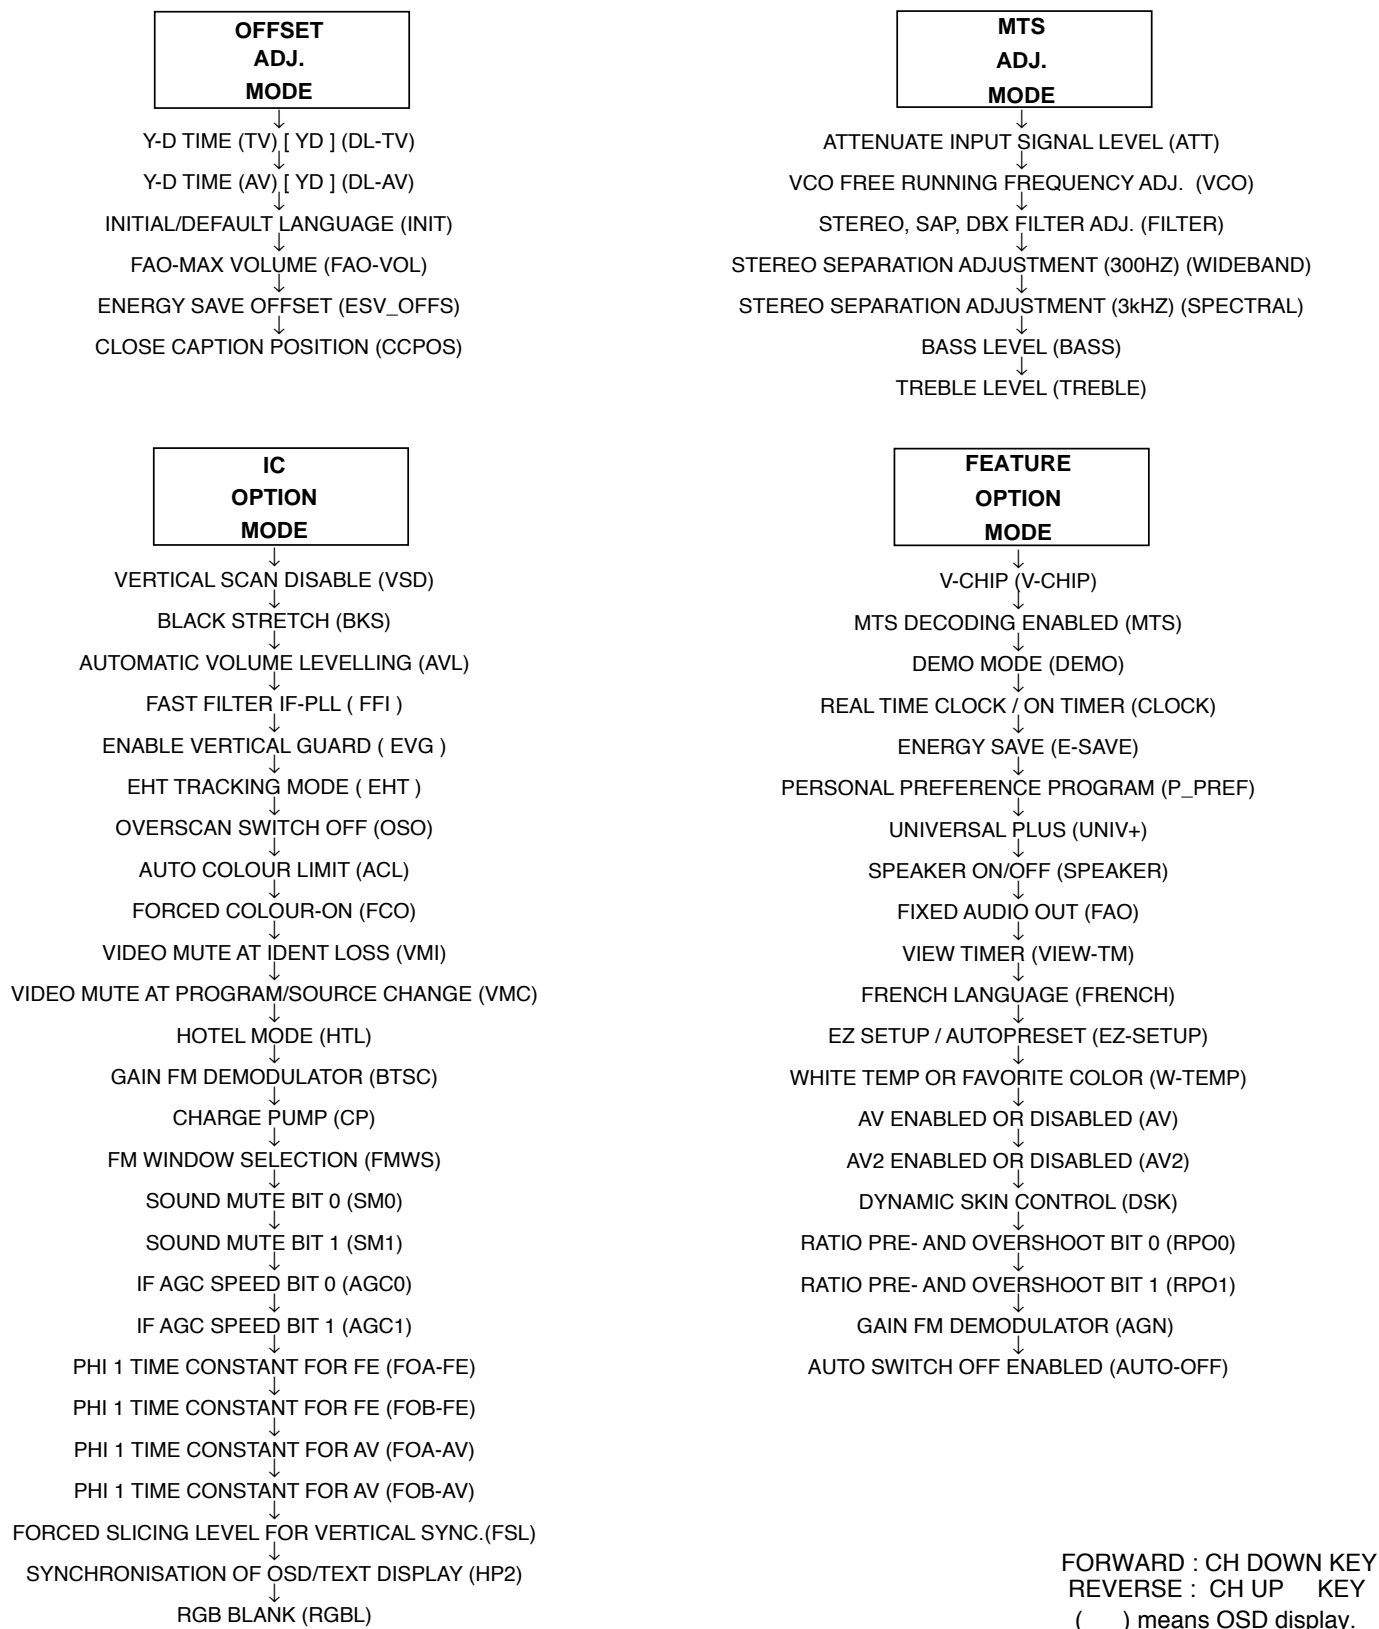 OFFSET
ADJ.
MODE
Y-D TIME (TV) [ YD ] (DL-TV)
Y-D TIME (AV) [ YD ] (DL-AV)
INITIAL/DEFAULT LANGUAGE (INIT)
FAO-MAX VOLUME (FAO-VOL)
ENERGY SAVE OFFSET (ESV_OFFS)
CLOSE CAPTION POSITION (CCPOS)
MTS
ADJ.
MODE
ATTENUATE INPUT SIGNAL LEVEL (ATT)
VCO FREE RUNNING FREQUENCY ADJ. (VCO)
STEREO, SAP, DBX FILTER ADJ. (FILTER)
STEREO SEPARATION ADJUSTMENT (300HZ) (WIDEBAND)
STEREO SEPARATION ADJUSTMENT (3kHZ) (SPECTRAL)
BASS LEVEL (BASS)
TREBLE LEVEL (TREBLE)
IC
OPTION
MODE
VERTICAL SCAN DISABLE (VSD)
BLACK STRETCH (BKS)
AUTOMATIC VOLUME LEVELLING (AVL)
FAST FILTER IF-PLL ( FFI )
ENABLE VERTICAL GUARD ( EVG )
EHT TRACKING MODE ( EHT )
OVERSCAN SWITCH OFF (OSO)
AUTO COLOUR LIMIT (ACL)
FORCED COLOUR-ON (FCO)
VIDEO MUTE AT IDENT LOSS (VMI)
VIDEO MUTE AT PROGRAM/SOURCE CHANGE (VMC)
HOTEL MODE (HTL)
GAIN FM DEMODULATOR (BTSC)
CHARGE PUMP (CP)
FM WINDOW SELECTION (FMWS)
SOUND MUTE BIT 0 (SM0)
SOUND MUTE BIT 1 (SM1)
IF AGC SPEED BIT 0 (AGC0)
IF AGC SPEED BIT 1 (AGC1)
PHI 1 TIME CONSTANT FOR FE (FOA-FE)
PHI 1 TIME CONSTANT FOR FE (FOB-FE)
PHI 1 TIME CONSTANT FOR AV (FOA-AV)
PHI 1 TIME CONSTANT FOR AV (FOB-AV)
FORCED SLICING LEVEL FOR VERTICAL SYNC.(FSL)
SYNCHRONISATION OF OSD/TEXT DISPLAY (HP2)
RGB BLANK (RGBL)
FEATURE
OPTION
MODE
V-CHIP (V-CHIP)
MTS DECODING ENABLED (MTS)
DEMO MODE (DEMO)
REAL TIME CLOCK / ON TIMER (CLOCK)
ENERGY SAVE (E-SAVE)
PERSONAL PREFERENCE PROGRAM (P_PREF)
UNIVERSAL PLUS (UNIV+)
SPEAKER ON/OFF (SPEAKER)
FIXED AUDIO OUT (FAO)
VIEW TIMER (VIEW-TM)
FRENCH LANGUAGE (FRENCH)
EZ SETUP / AUTOPRESET (EZ-SETUP)
WHITE TEMP OR FAVORITE COLOR (W-TEMP)
AV ENABLED OR DISABLED (AV)
AV2 ENABLED OR DISABLED (AV2)
DYNAMIC SKIN CONTROL (DSK)
RATIO PRE- AND OVERSHOOT BIT 0 (RPO0)
RATIO PRE- AND OVERSHOOT BIT 1 (RPO1)
GAIN FM DEMODULATOR (AGN)
AUTO SWITCH OFF ENABLED (AUTO-OFF)
FORWARD : CH DOWN KEY
REVERSE : CH UP KEY
( ) means OSD display.